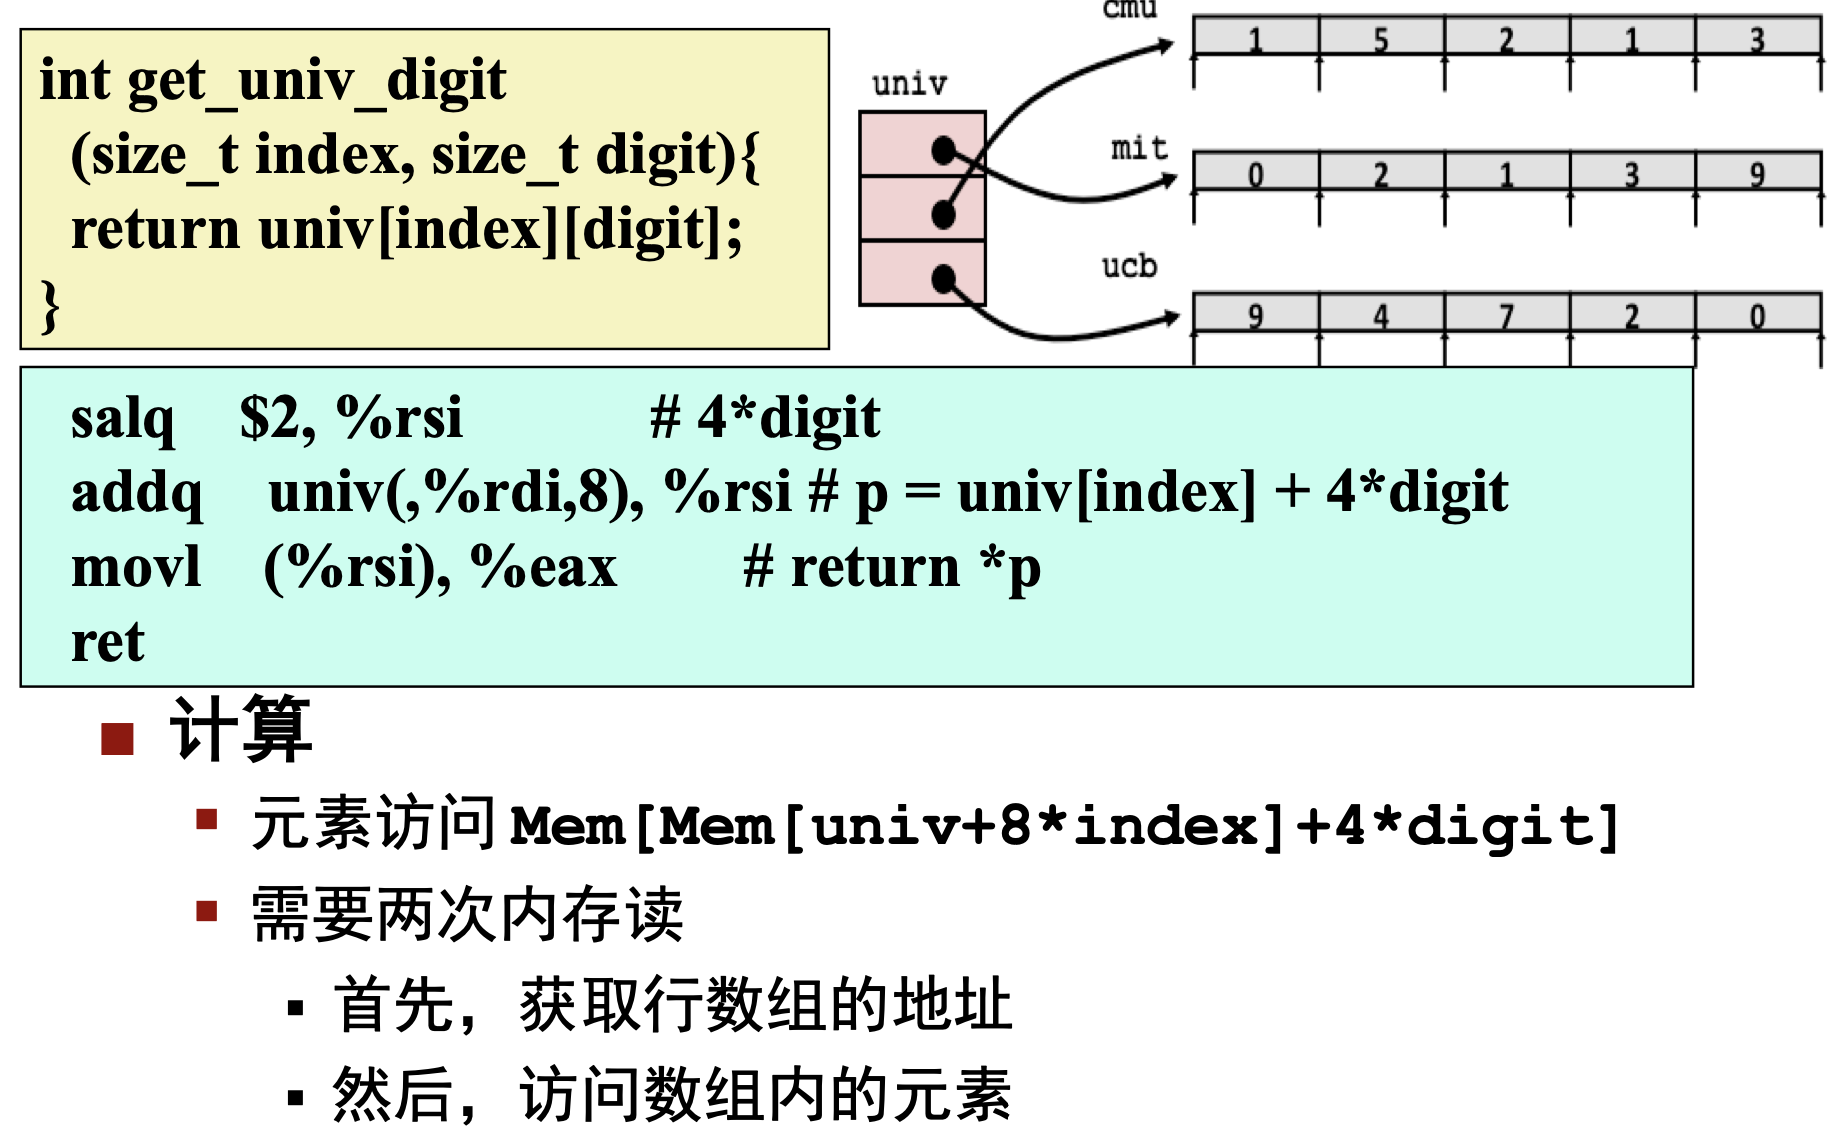 int get_univ_digit
(size_t index, size_t digit){
return univ[index][digit];
}
univ
cmu
1 5 2 1 3
mit
0 2 1 3 9
ucb
9 4 7 2 0
salq $2, %rsi # 4*digit
addq univ(,%rdi,8), %rsi # p = univ[index] + 4*digit
movl (%rsi), %eax # return *p
ret
计算
元素访问 Mem[Mem[univ+8*index]+4*digit]
需要两次内存读
首先，获取行数组的地址
然后，访问数组内的元素